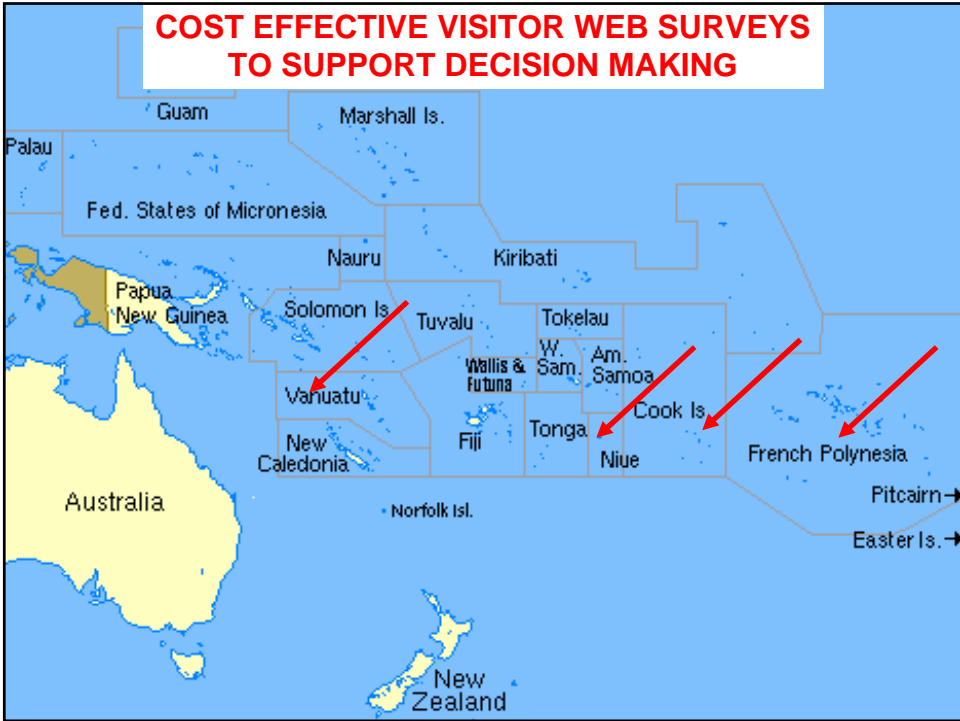 COST EFFECTIVE VISITOR WEB SURVEYS
TO SUPPORT DECISION MAKING
Guam
Marshall Is.
Palau
Fed. States of Micronesia
Nauru
Kiribati
Papua
New Guinea
Solomon Is.
Tuvalu
Tokelau
W.
Sam.
Am.
Samoa
Wallis &
Futuna
Vanuatu
Cook Is.
Fiji
Tonga
Niue
French Polynesia
New
Caledonia
Pitcairn
Australia
Norfolk Isl.
Easter Is.
New
Zealand